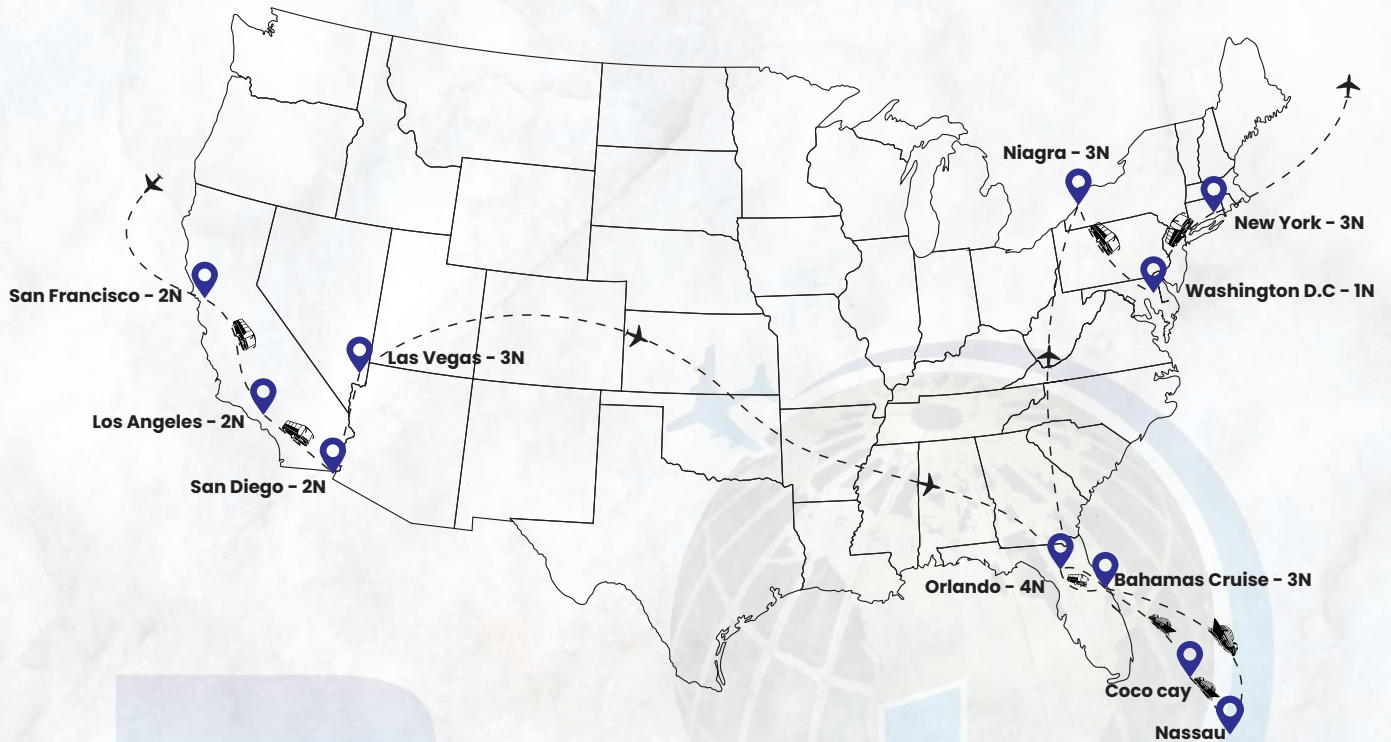 Niagra - 3N
New York - 3N
San Francisco - 2N
Washington D.C - 1N
Las Vegas - 3N
Los Angeles - 2N
San Diego - 2N
Orlando - 4N
Bahamas Cruise - 3N
Coco cay
Nassau